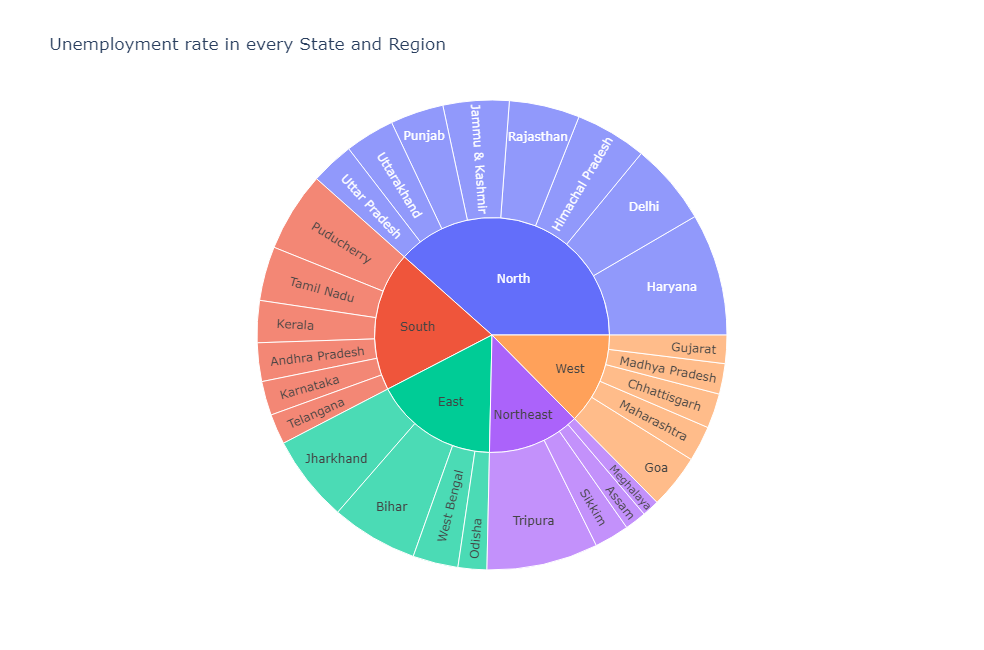 Unemployment rate in every State and Region
North
Haryana
Delhi
Himachal Pradesh
Rajasthan
Jammu & Kashmir
Punjab
Uttarakhand
Uttar Pradesh
South
Puducherry
Tamil Nadu
Kerala
Andhra Pradesh
Karnataka
Telangana
East
Jharkhand
Bihar
West Bengal
Odisha
Northeast
Tripura
Sikkim
Assam
Meghalaya
West
Goa
Maharashtra
Chhattisgarh
Madhya Pradesh
Gujarat